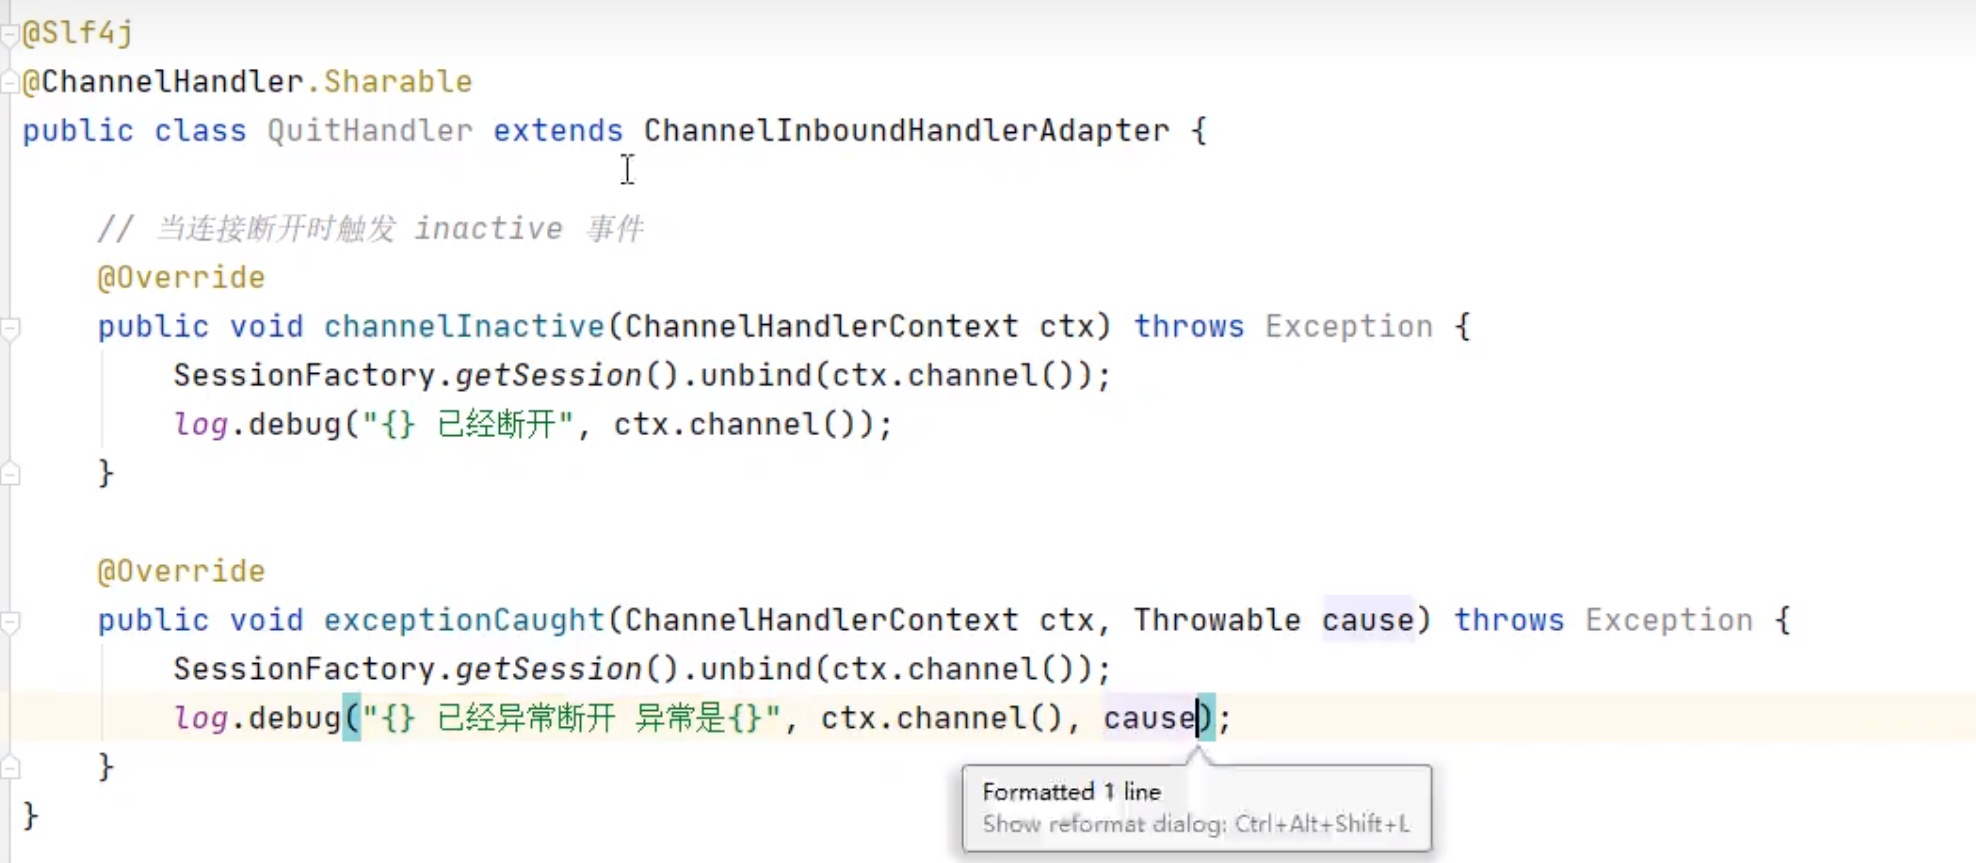 @Slf4j
@ChannelHandler.Sharable
public class QuitHandler extends ChannelInboundHandlerAdapter {
// 当连接断开时触发 inactive 事件
@Override
public void channelInactive(ChannelHandlerContext ctx) throws Exception {
SessionFactory.getSession().unbind(ctx.channel());
log.debug("{} 已经断开", ctx.channel());
}
@Override
public void exceptionCaught(ChannelHandlerContext ctx, Throwable cause) throws Exception {
SessionFactory.getSession().unbind(ctx.channel());
log.debug("{} 已经异常断开 异常是{}", ctx.channel(), cause);
}
}
Formatted 1 line
Show reformat dialog: Ctrl+Alt+Shift+L